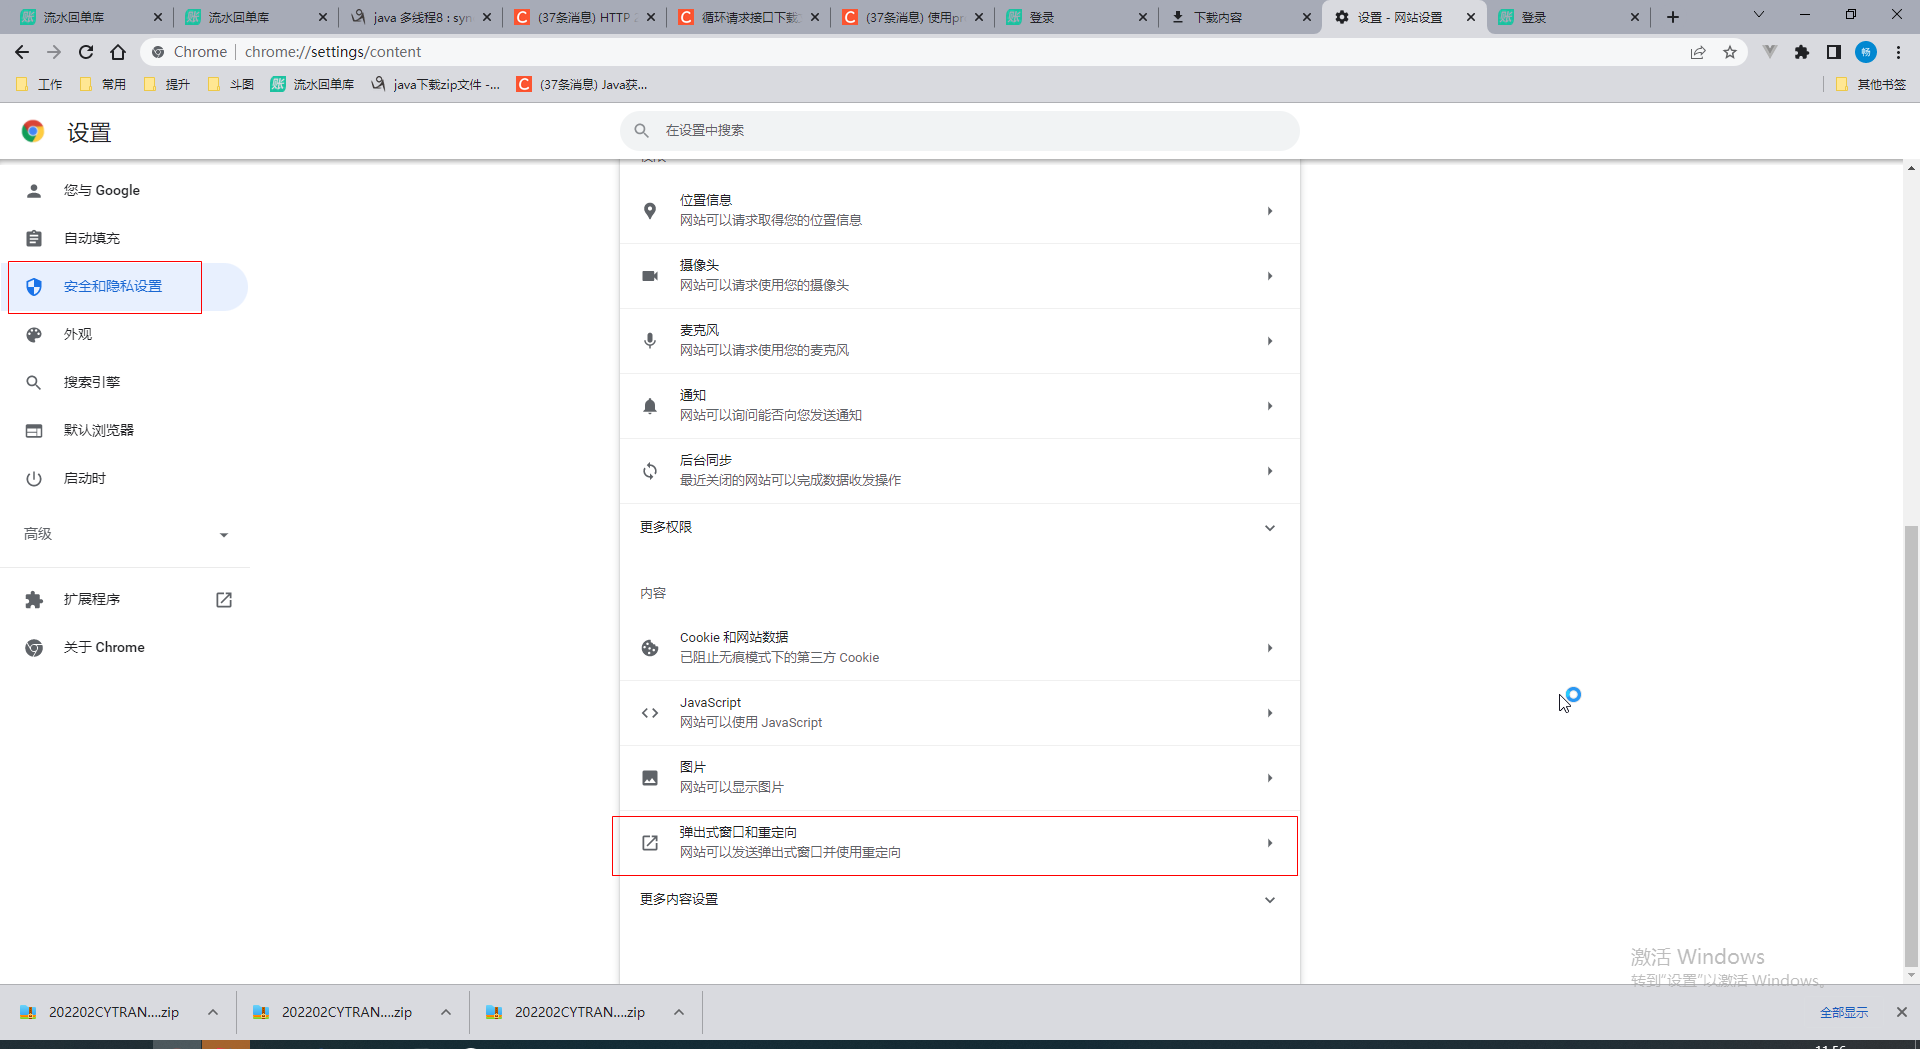 流水回单库
流水回单库
java 多线程8 : syn
(37条消息) HTTP
循环请求接口下载
(37条消息) 使用p
登录
下载内容
设置 - 网站设置
登录
Chrome
chrome://settings/content
畅
工作
常用
提升
斗图
流水回单库
java下载zip文件 -...
(37条消息) Java获...
其他书签
设置
在设置中搜索
您与 Google
自动填充
安全和隐私设置
外观
搜索引擎
默认浏览器
启动时
高级
扩展程序
关于 Chrome
位置信息
网站可以请求取得您的位置信息
摄像头
网站可以请求使用您的摄像头
麦克风
网站可以请求使用您的麦克风
通知
网站可以询问能否向您发送通知
后台同步
最近关闭的网站可以完成数据收发操作
更多权限
内容
Cookie 和网站数据
已阻止无痕模式下的第三方 Cookie
JavaScript
网站可以使用 JavaScript
图片
网站可以显示图片
弹出式窗口和重定向
网站可以发送弹出式窗口并使用重定向
更多内容设置
激活 Windows
转到“设置”以激活 Windows。
202202CYTRAN....zip
202202CYTRAN....zip
202202CYTRAN....zip
全部显示